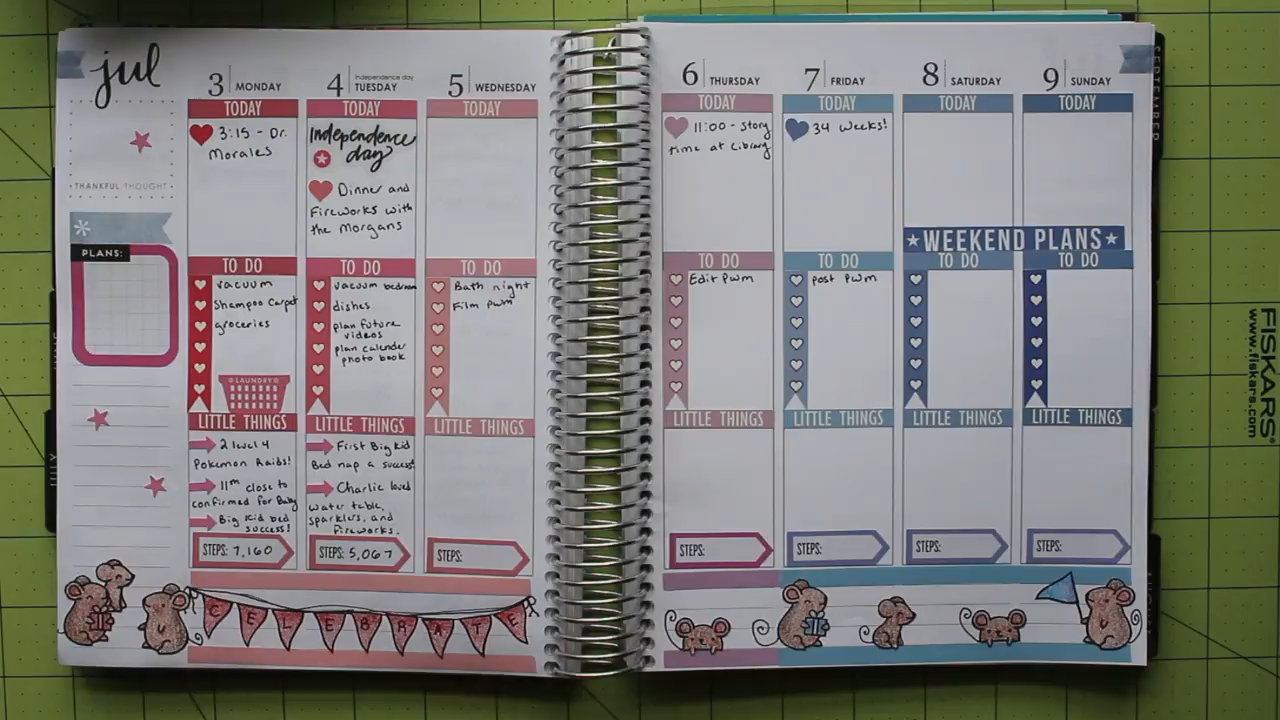 jul
THANKFUL THOUGHT
PLANS:
3 MONDAY
TODAY
3:15 - Dr.
Morales
TO DO
vacuum
Shampoo Carpet
groceries
LAUNDRY
LITTLE THINGS
2 level 4
Pokemon Raids!
11th close to
confirmed for Baby
Big Kid bed
success!
STEPS: 7,160
4 independence day
TUESDAY
TODAY
Independence
day
Dinner and
Fireworks with
the Morgans
TO DO
vacuum bedroom
dishes
plan future
videos
plan calender
photo book
LITTLE THINGS
First Big Kid
Bed nap a success!
Charlie loved
water table,
sparklers, and
Fireworks.
STEPS: 5,067
5 WEDNESDAY
TODAY
TO DO
Bath night
Film PWM
LITTLE THINGS
STEPS:
CELEBRATE
6 THURSDAY
TODAY
11:00 - Story
time at Library
TO DO
Edit PWM
LITTLE THINGS
STEPS:
7 FRIDAY
TODAY
34 weeks!
TO DO
post PWM
LITTLE THINGS
STEPS:
8 SATURDAY
TODAY
WEEKEND PLANS
TO DO
LITTLE THINGS
STEPS:
9 SUNDAY
TODAY
TO DO
LITTLE THINGS
STEPS:
SEPTEMBER
JULY
FISKARS®
www.fiskars.com